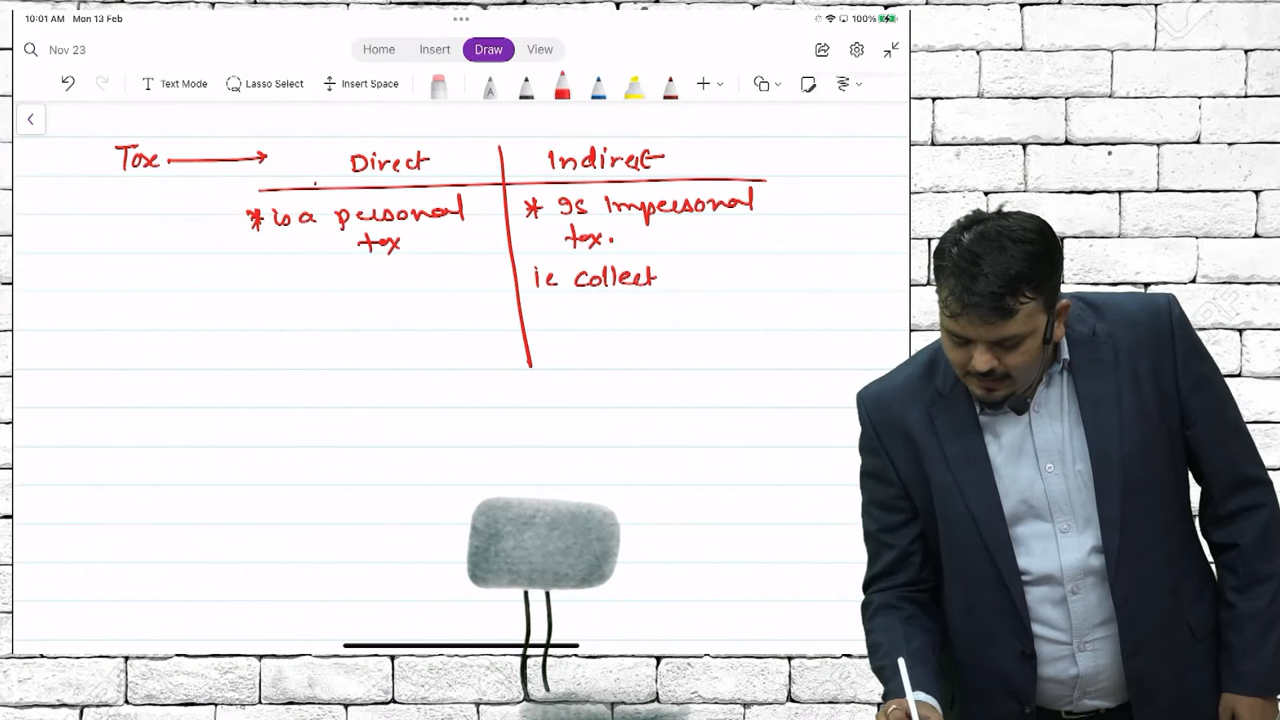 10:01 AM Mon 13 Feb
100%
Nov 23
Home Insert Draw View
Text Mode Lasso Select Insert Space
Tax Direct Indirect
* is a personal
tax
* Is impersonal
tax.
ie collect